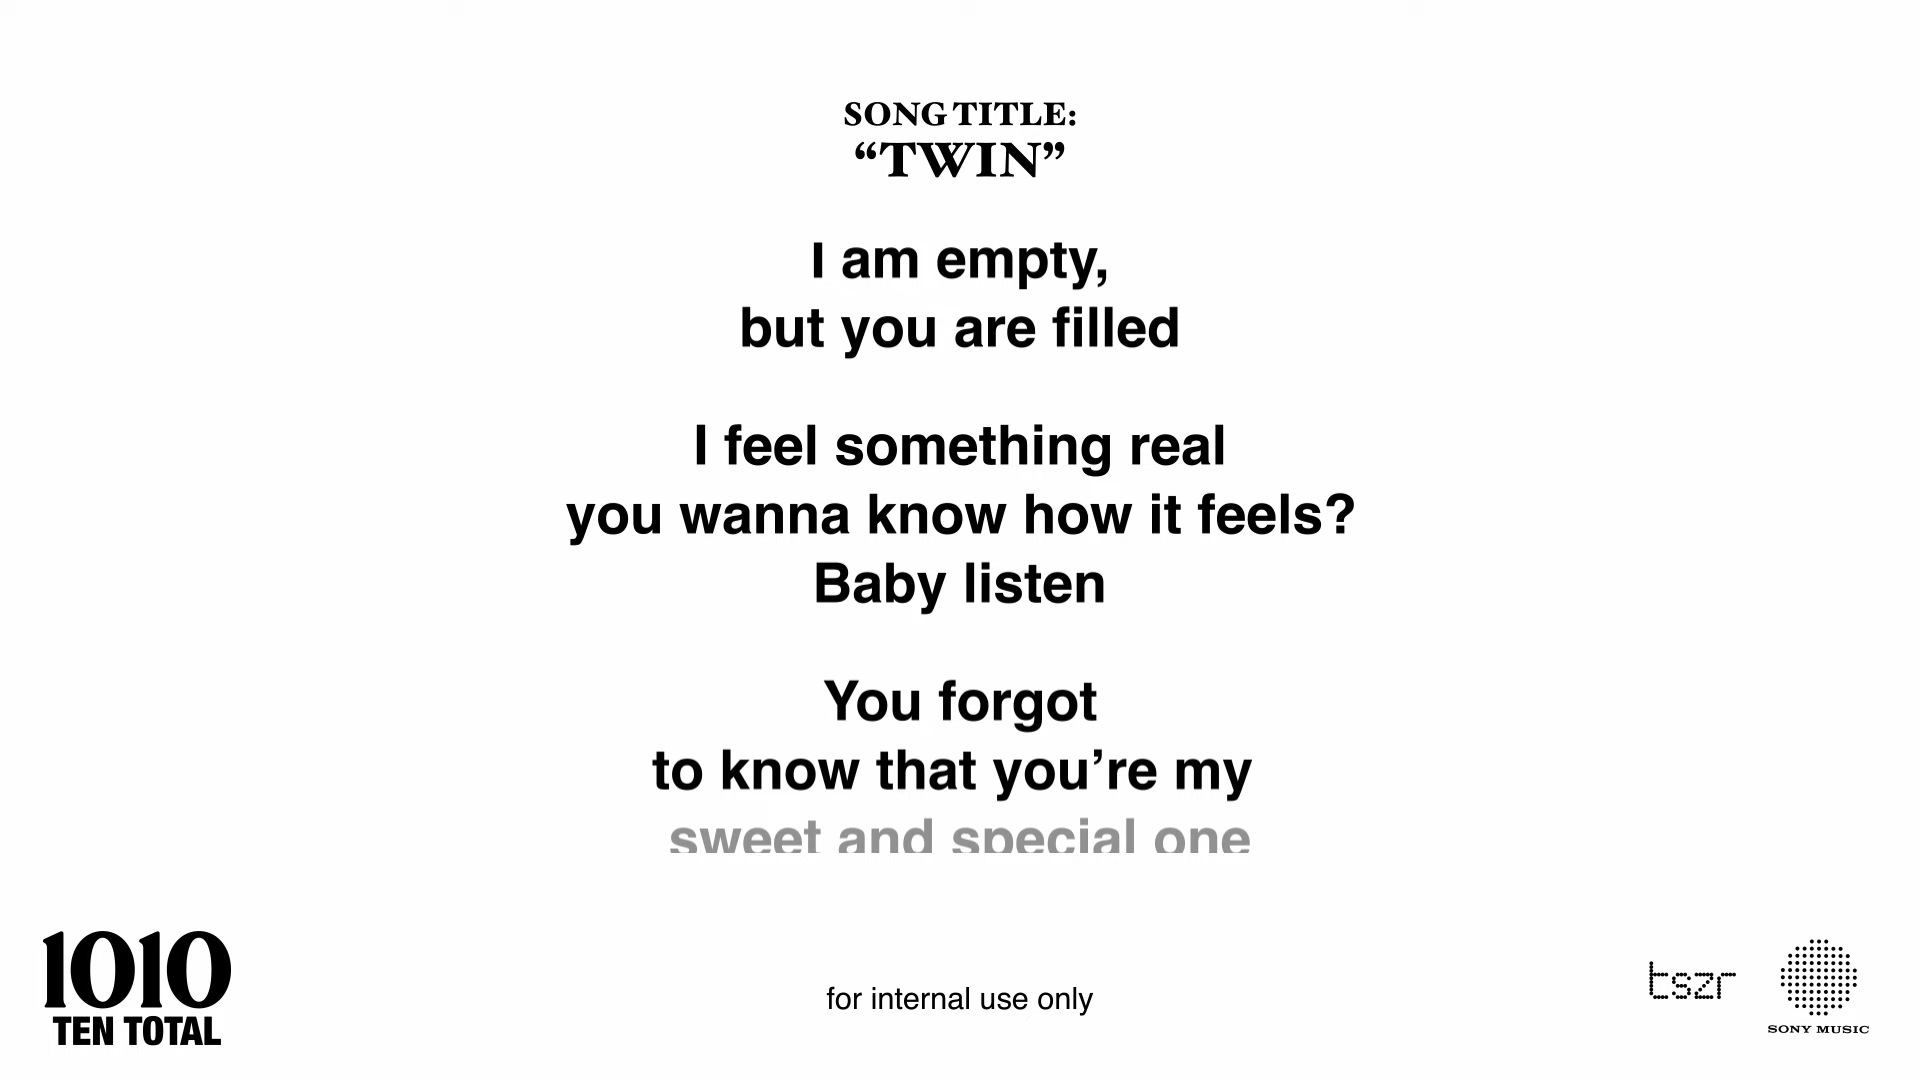 SONG TITLE:
“TWIN”
I am empty,
but you are filled
I feel something real
you wanna know how it feels?
Baby listen
You forgot
to know that you’re my
sweet and special one
1010
TEN TOTAL
for internal use only
tszr
SONY MUSIC